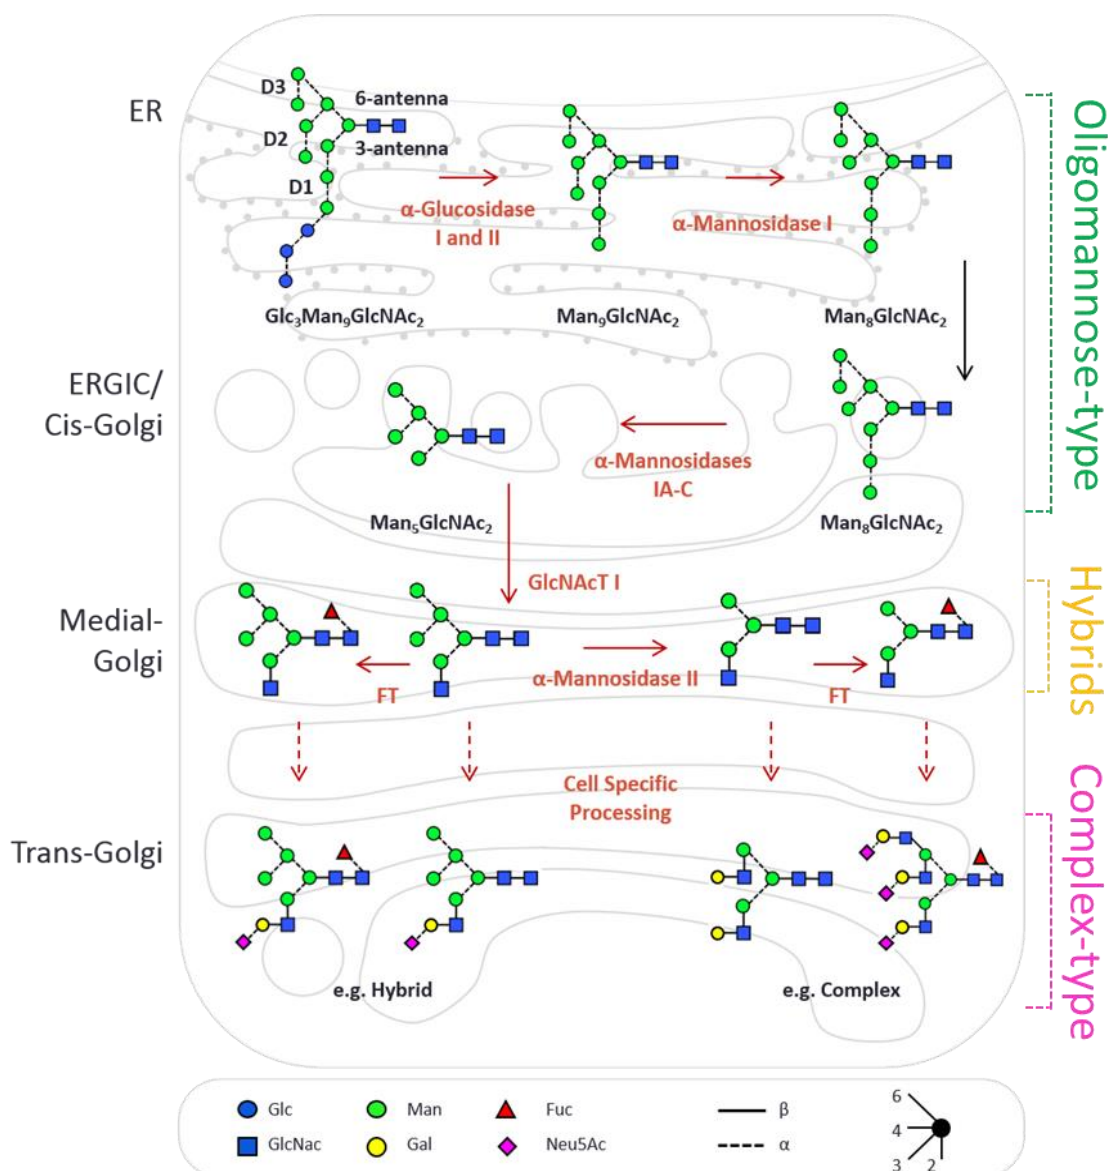 ER
D3
6-antenna
D2
3-antenna
D1
α-Glucosidase
I and II
α-Mannosidase I
Glc₃Man₉GlcNAc₂
Man₉GlcNAc₂
Man₈GlcNAc₂
Oligomannose-type
ERGIC/
Cis-Golgi
α-Mannosidases
IA-C
Man₅GlcNAc₂
Man₈GlcNAc₂
GlcNAcT I
Medial-
Golgi
FT
α-Mannosidase II
FT
Hybrids
Cell Specific
Processing
Trans-Golgi
e.g. Hybrid
e.g. Complex
Complex-type
Glc
Man
Fuc
β
GlcNac
Gal
Neu5Ac
α
6
4
3
2